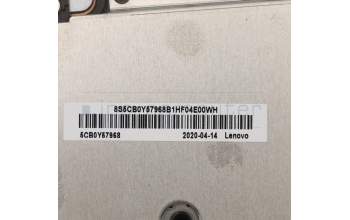 8S5CB0Y57968B1HF04E00WH
5CB0Y57968 2020-04-14 Lenovo